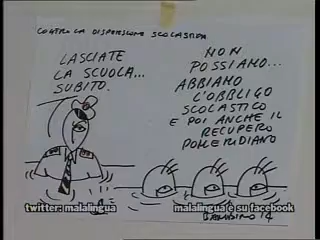 CONTRO LA DISPERSIONE SCOLASTICA
LASCIATE
LA SCUOLA...
SUBITO.
NON
POSSIAMO...
ABBIAMO
L'OBBLIGO
SCOLASTICO
E POI ANCHE IL
RECUPERO
POMERIDIANO
twitter: malalingua
malalingua è su facebook